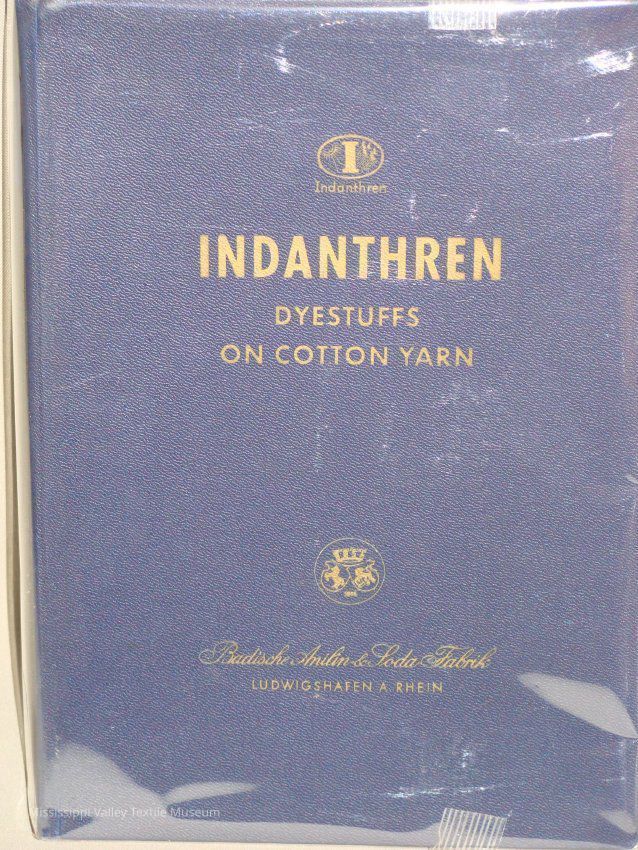 I
Indanthren
INDANTHREN
DYESTUFFS
ON COTTON YARN
Badische Anilin & Soda-Fabrik
LUDWIGSHAFEN A RHEIN
Mississippi Valley Textile Museum